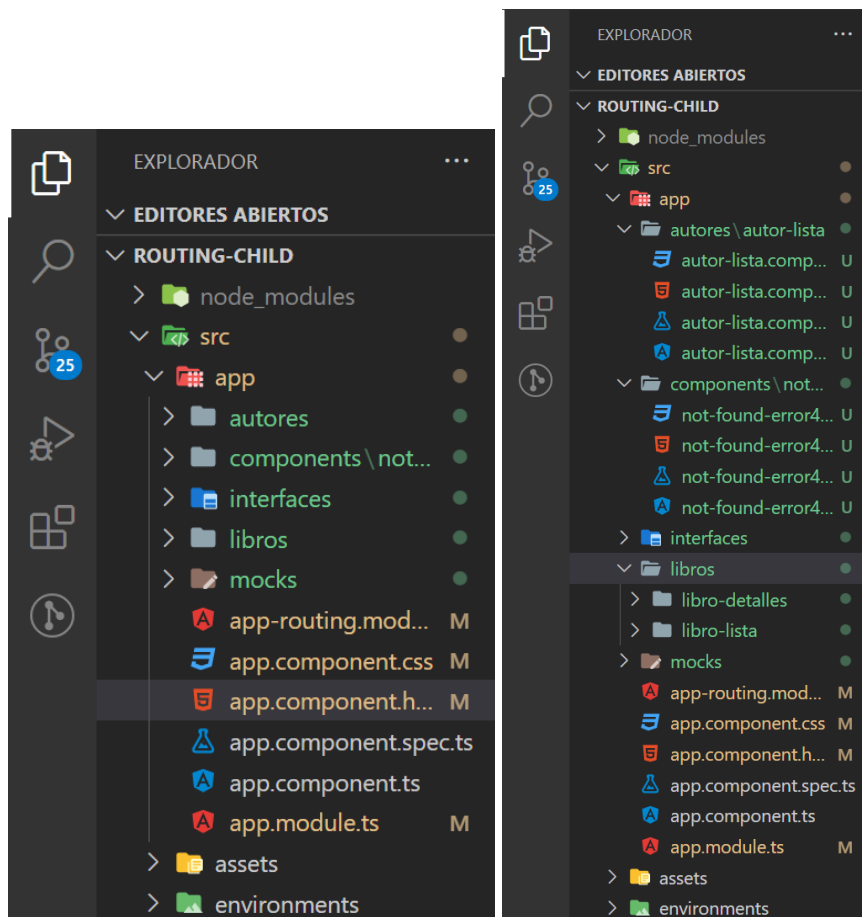 EXPLORADOR ...
EDITORES ABIERTOS
ROUTING-CHILD
node_modules
src
app
autores
components\not...
interfaces
libros
mocks
app-routing.mod... M
app.component.css M
app.component.h... M
app.component.spec.ts
app.component.ts
app.module.ts M
assets
environments
25
EXPLORADOR ...
EDITORES ABIERTOS
ROUTING-CHILD
node_modules
src
app
autores\autor-lista
autor-lista.comp... U
autor-lista.comp... U
autor-lista.comp... U
autor-lista.comp... U
components\not...
not-found-error4... U
not-found-error4... U
not-found-error4... U
not-found-error4... U
interfaces
libros
libro-detalles
libro-lista
mocks
app-routing.mod... M
app.component.css M
app.component.h... M
app.component.spec.ts
app.component.ts
app.module.ts M
assets
environments
25